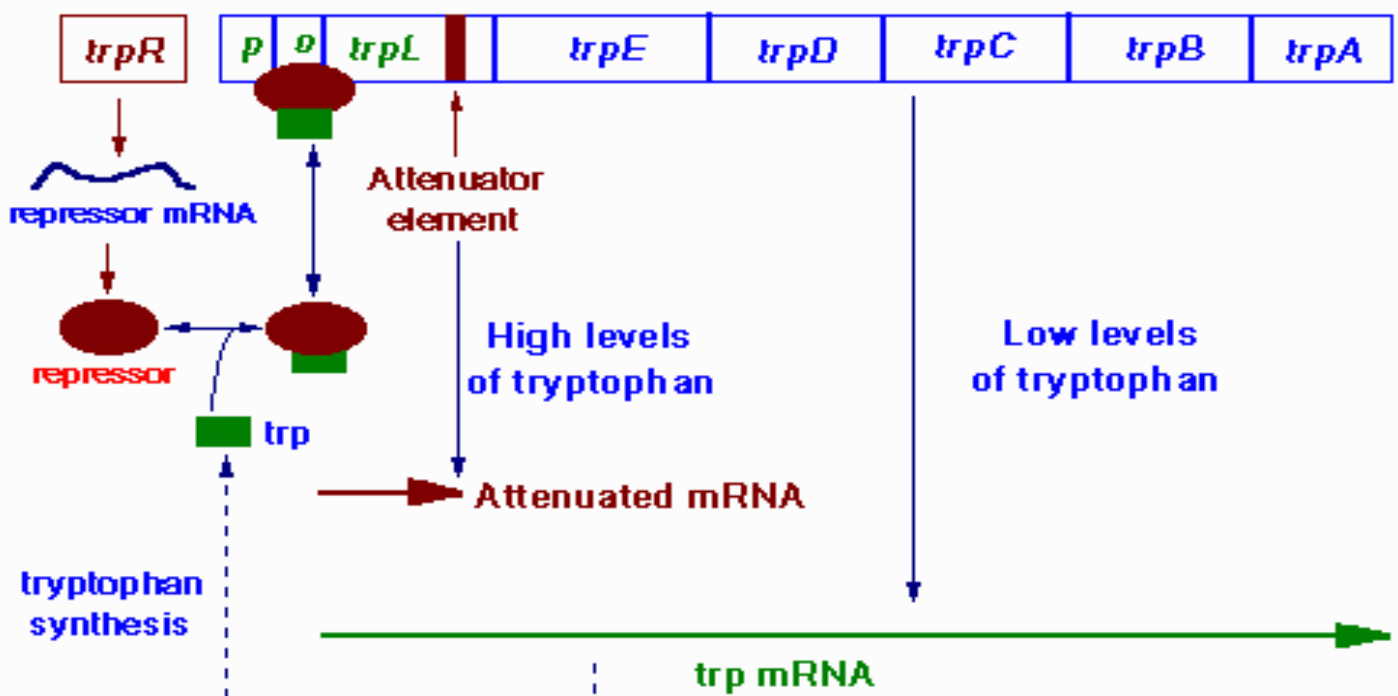 trpR p o trpL trpE trpD trpC trpB trpA
Attenuator
element
repressor mRNA
High levels
of tryptophan
Low levels
of tryptophan
repressor
trp
Attenuated mRNA
tryptophan
synthesis
trp mRNA